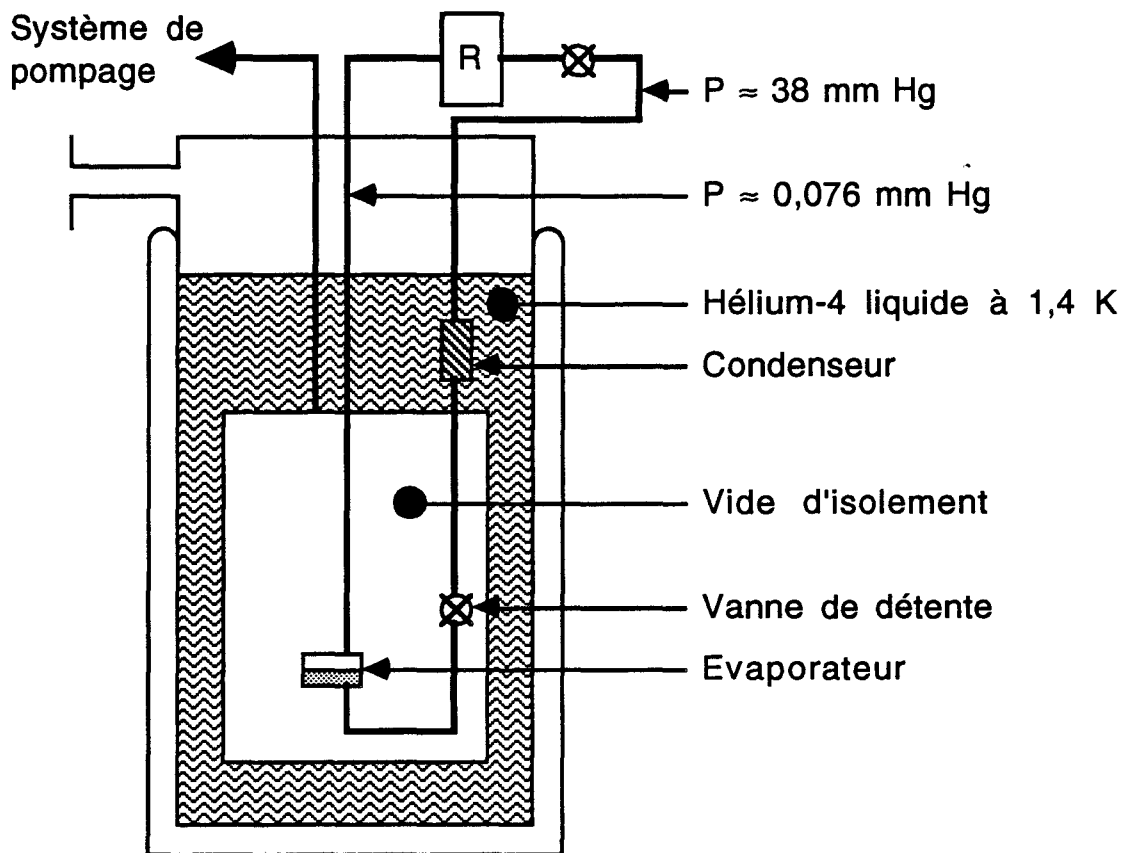 Système de
pompage
R
P ≈ 38 mm Hg
P ≈ 0,076 mm Hg
Hélium-4 liquide à 1,4 K
Condenseur
Vide d'isolement
Vanne de détente
Evaporateur